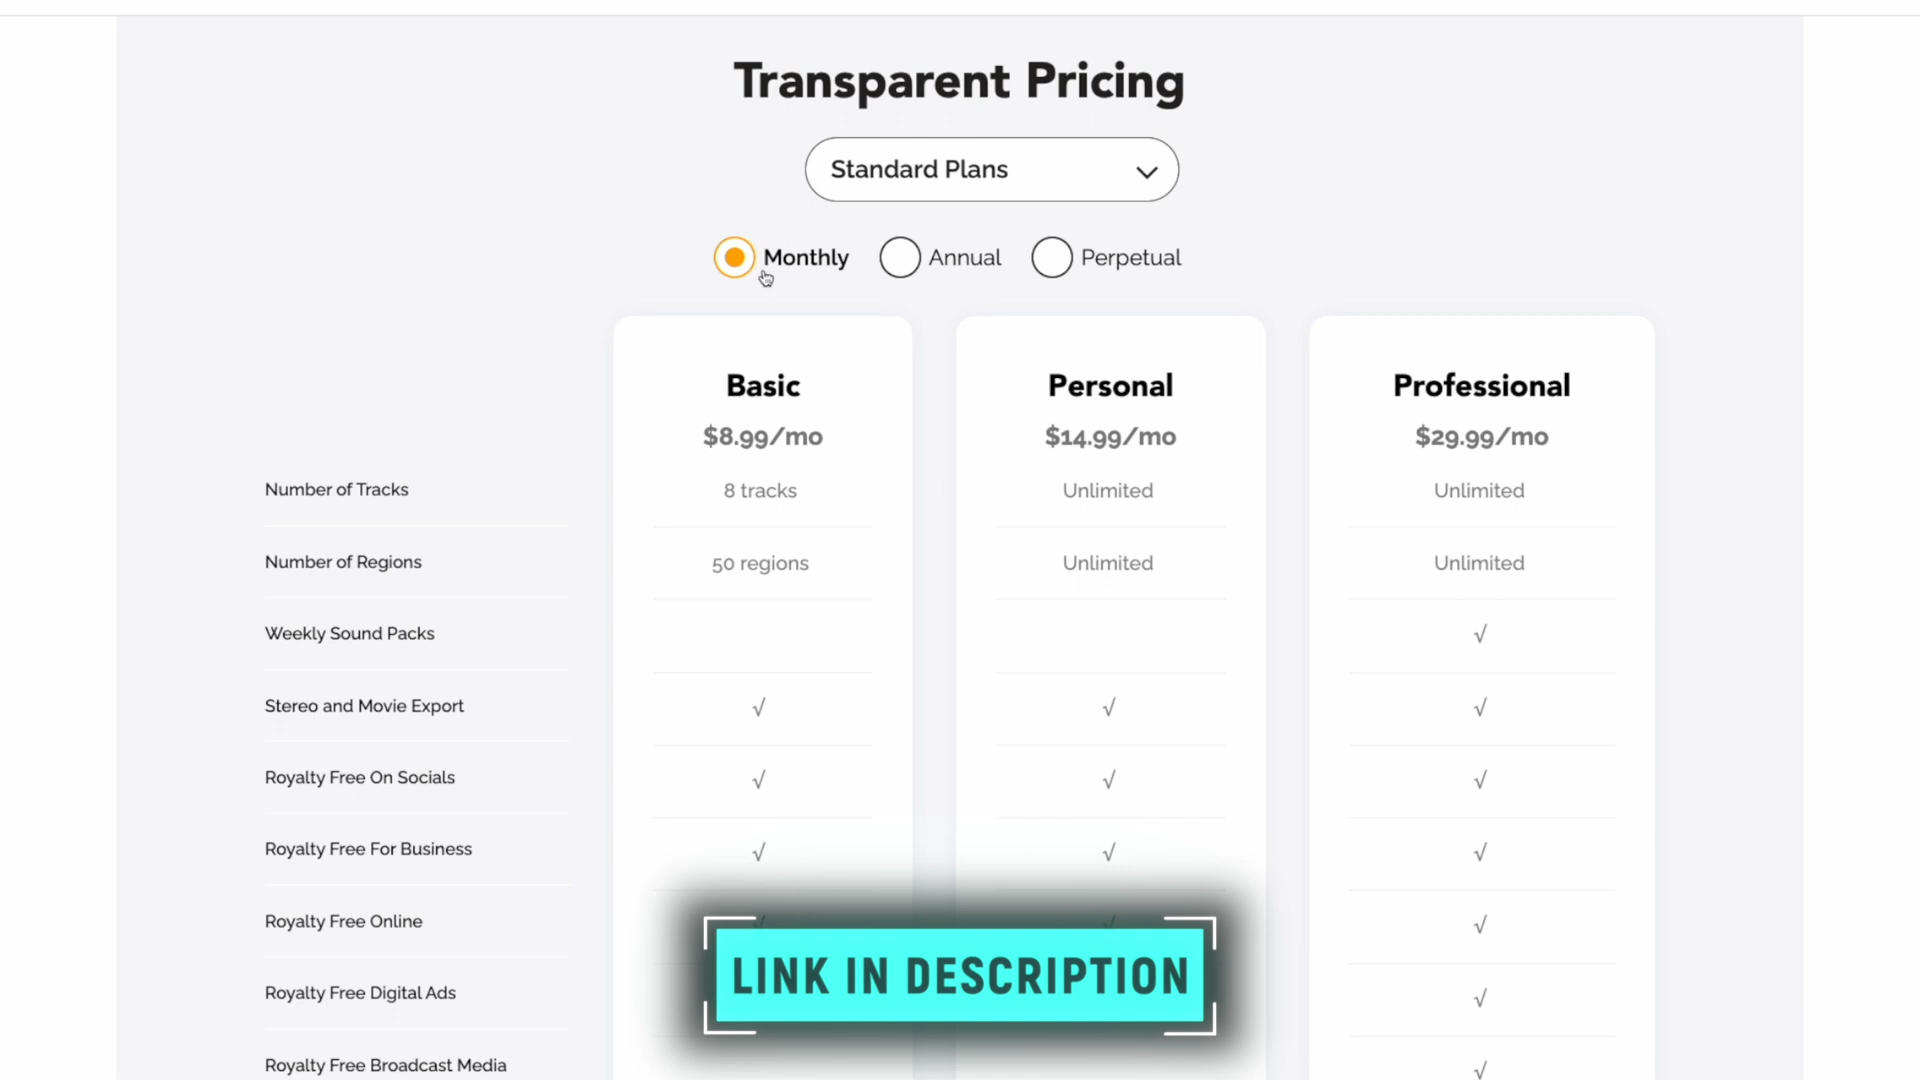 Transparent Pricing
Standard Plans
Monthly Annual Perpetual
Basic Personal Professional
$8.99/mo $14.99/mo $29.99/mo
Number of Tracks 8 tracks Unlimited Unlimited
Number of Regions 50 regions Unlimited Unlimited
Weekly Sound Packs √
Stereo and Movie Export √ √ √
Royalty Free On Socials √ √ √
Royalty Free For Business √ √ √
Royalty Free Online √
LINK IN DESCRIPTION
Royalty Free Digital Ads √
Royalty Free Broadcast Media √